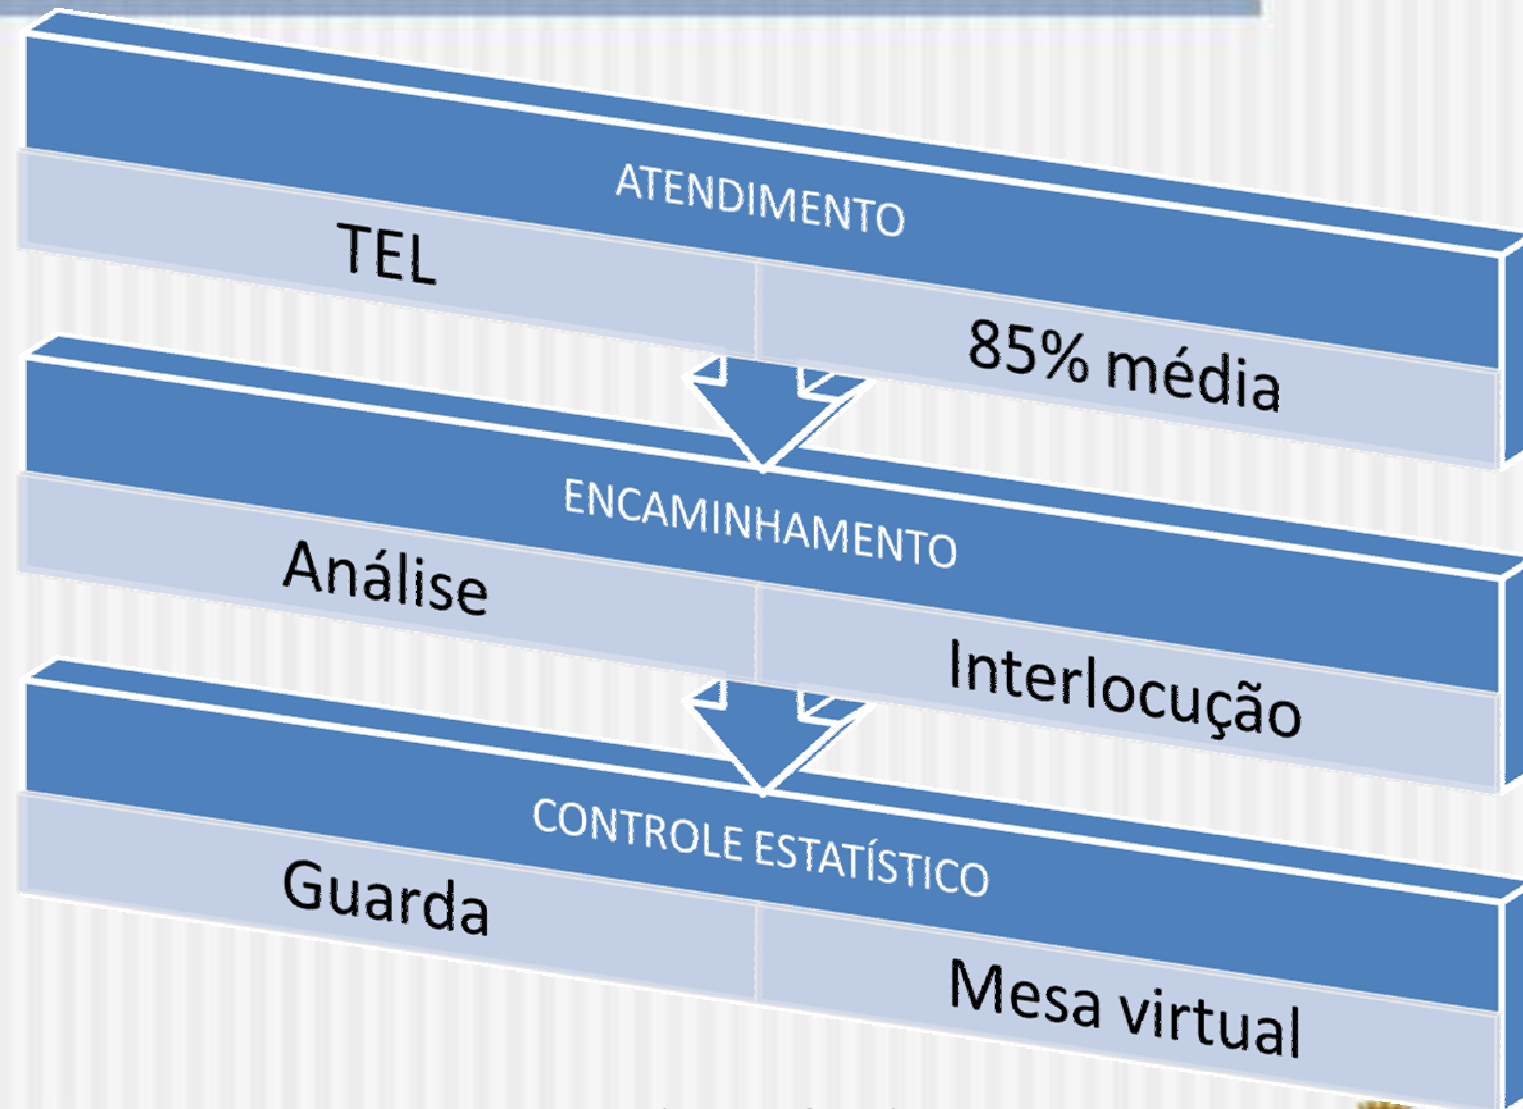 ATENDIMENTO
TEL
85% média
ENCAMINHAMENTO
Análise
Interlocução
CONTROLE ESTATÍSTICO
Guarda
Mesa virtual